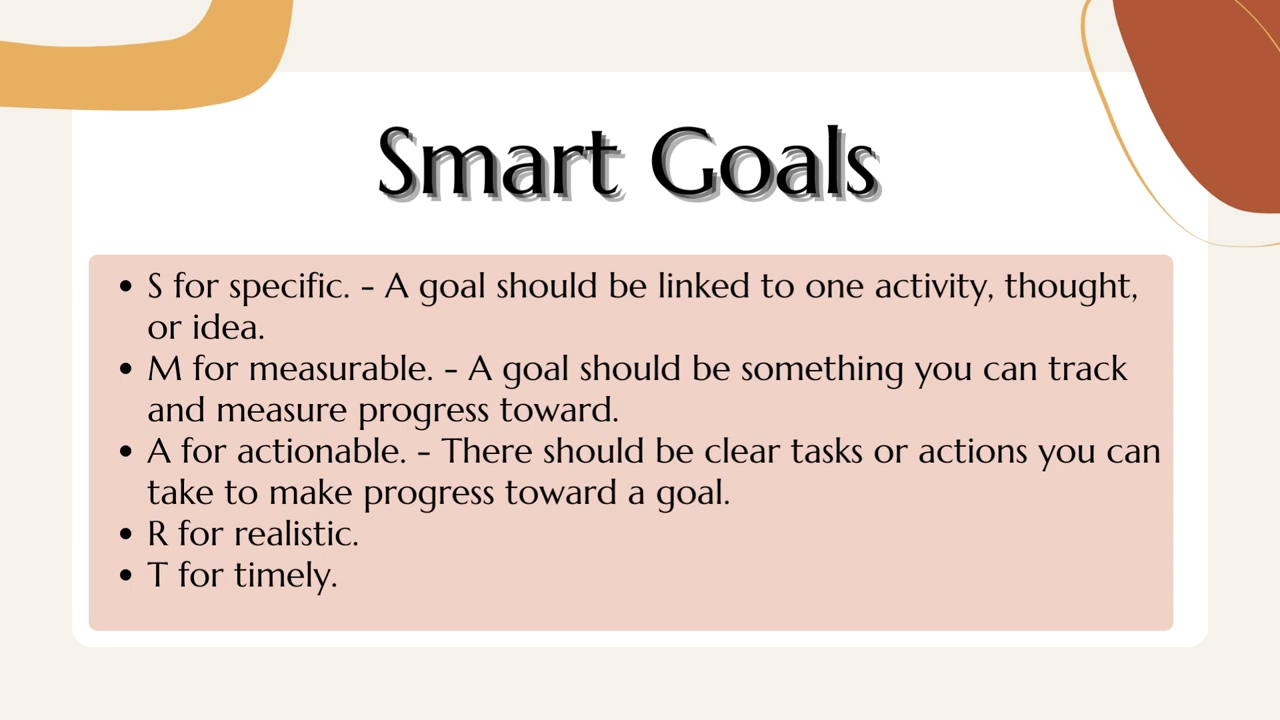 Smart Goals
• S for specific. - A goal should be linked to one activity, thought,
or idea.
• M for measurable. - A goal should be something you can track
and measure progress toward.
• A for actionable. - There should be clear tasks or actions you can
take to make progress toward a goal.
• R for realistic.
• T for timely.